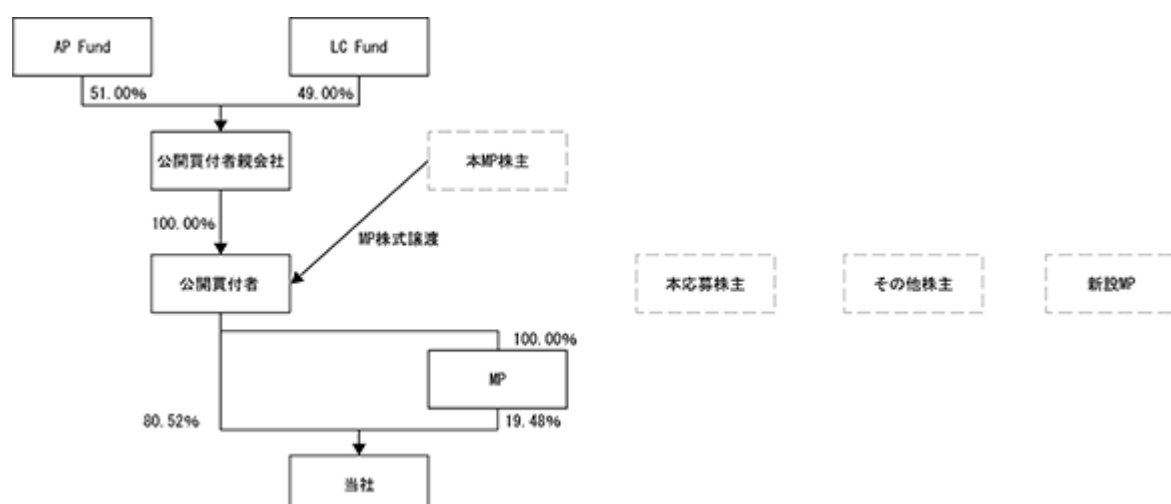 AP Fund
LC Fund
51.00%
49.00%
公開買付者親会社
本MP株主
100.00%
MP株式譲渡
公開買付者
本応募株主
その他株主
新設MP
100.00%
MP
80.52%
19.48%
当社